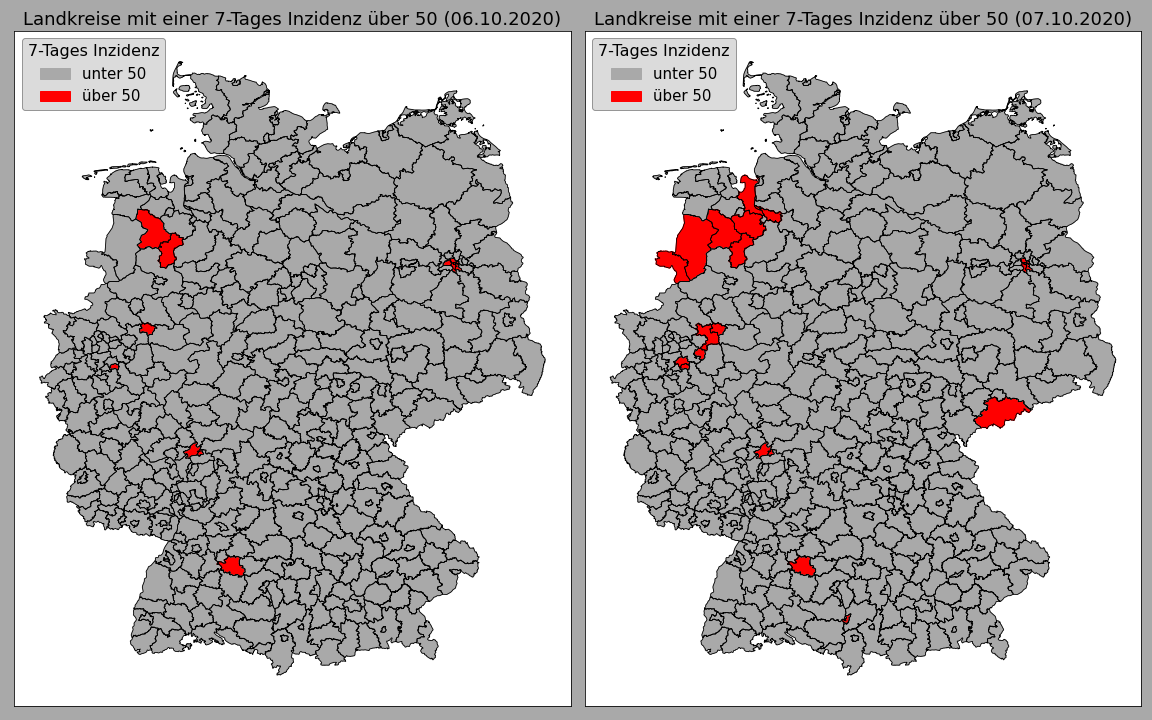 Landkreise mit einer 7-Tages Inzidenz über 50 (06.10.2020)
7-Tages Inzidenz
unter 50
über 50
Landkreise mit einer 7-Tages Inzidenz über 50 (07.10.2020)
7-Tages Inzidenz
unter 50
über 50